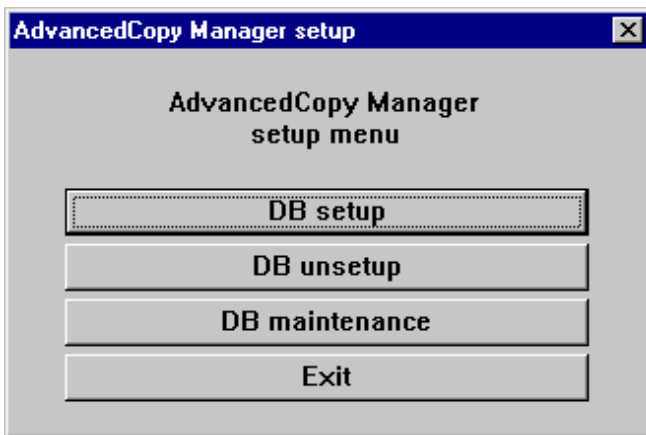 AdvancedCopy Manager setup
AdvancedCopy Manager
setup menu
DB setup
DB unsetup
DB maintenance
Exit